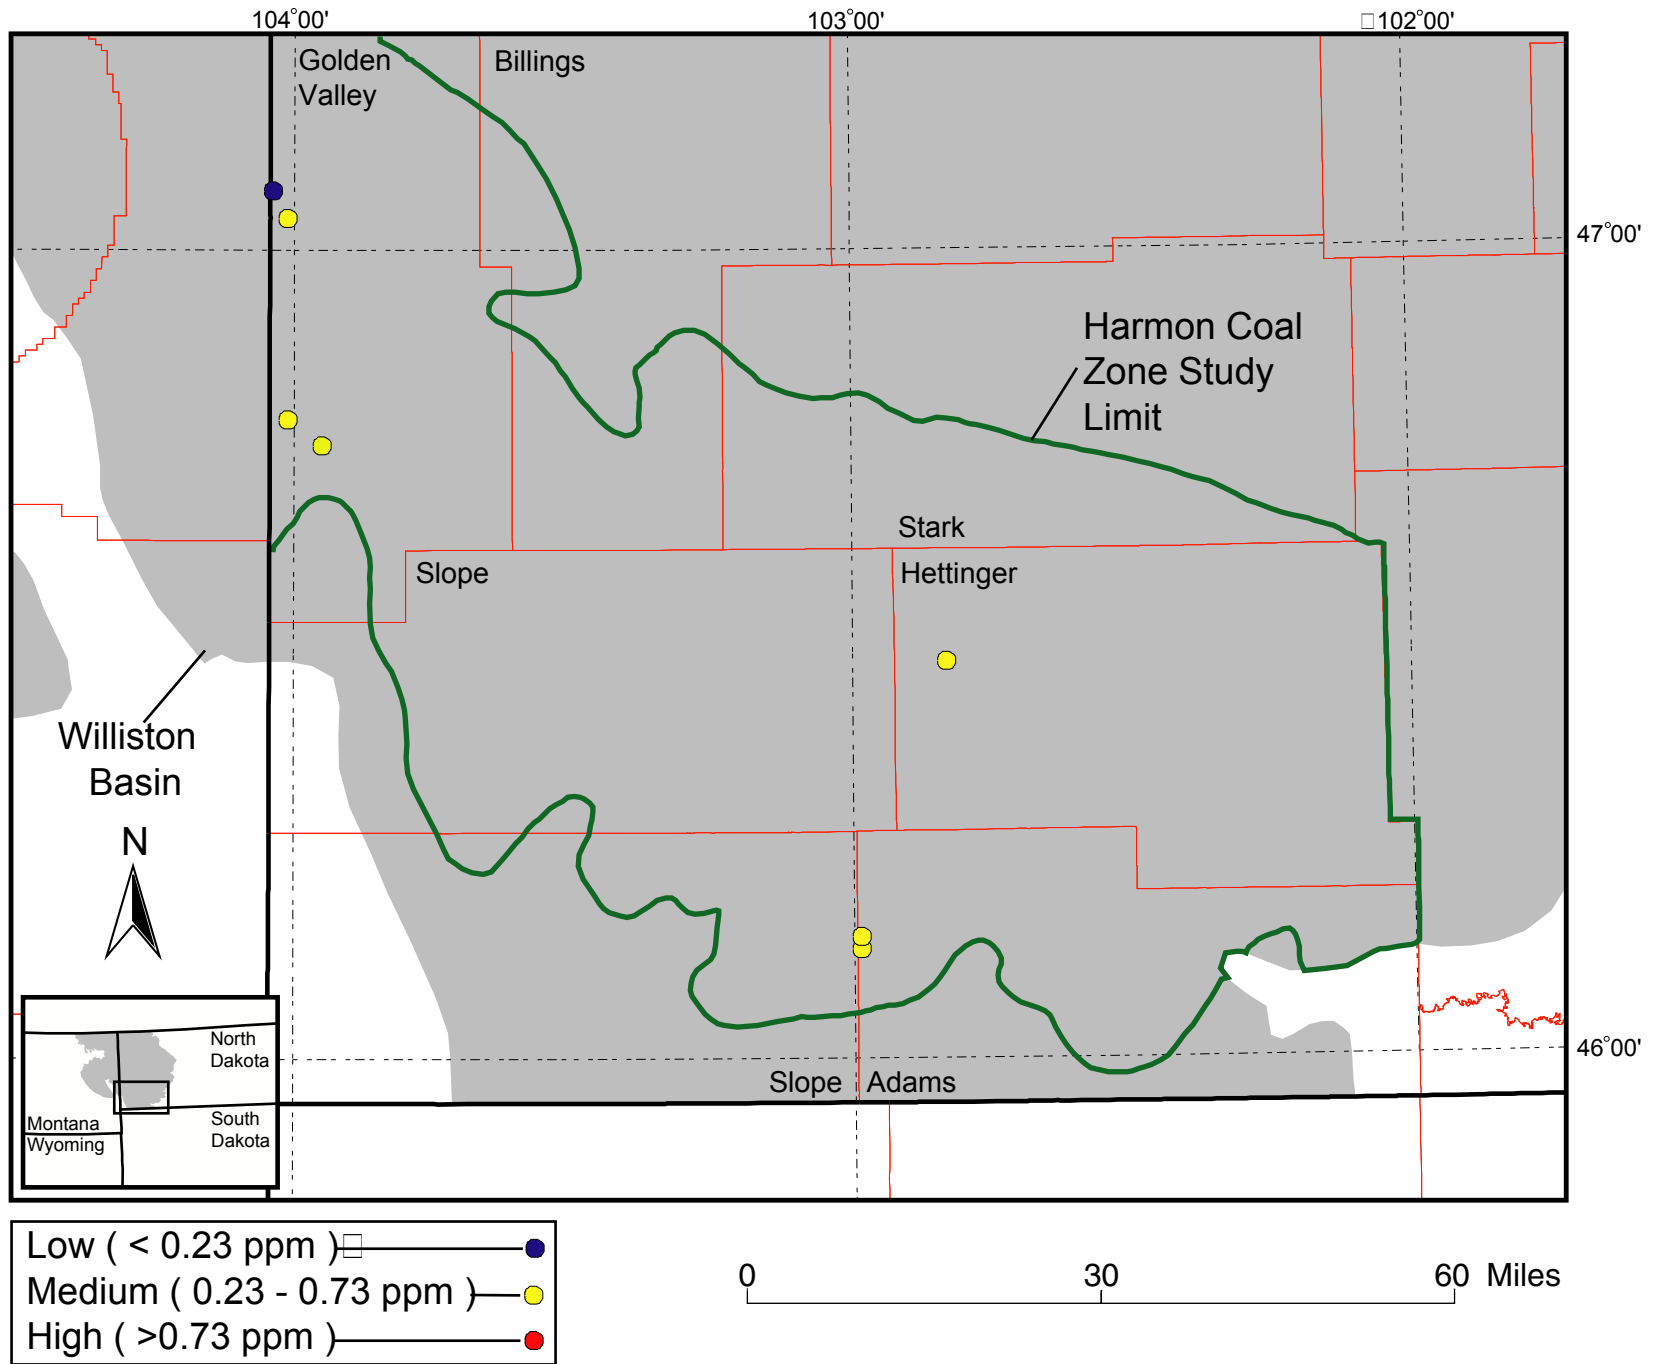 104°00'
103°00'
□102°00'
Golden
Valley
Billings
47°00'
Harmon Coal
Zone Study
Limit
Stark
Slope
Hettinger
Williston
Basin
N
46°00'
Slope
Adams
North
Dakota
Montana
Wyoming
South
Dakota
Low ( < 0.23 ppm )□
Medium ( 0.23 - 0.73 ppm )
High ( >0.73 ppm )
0 30 60 Miles